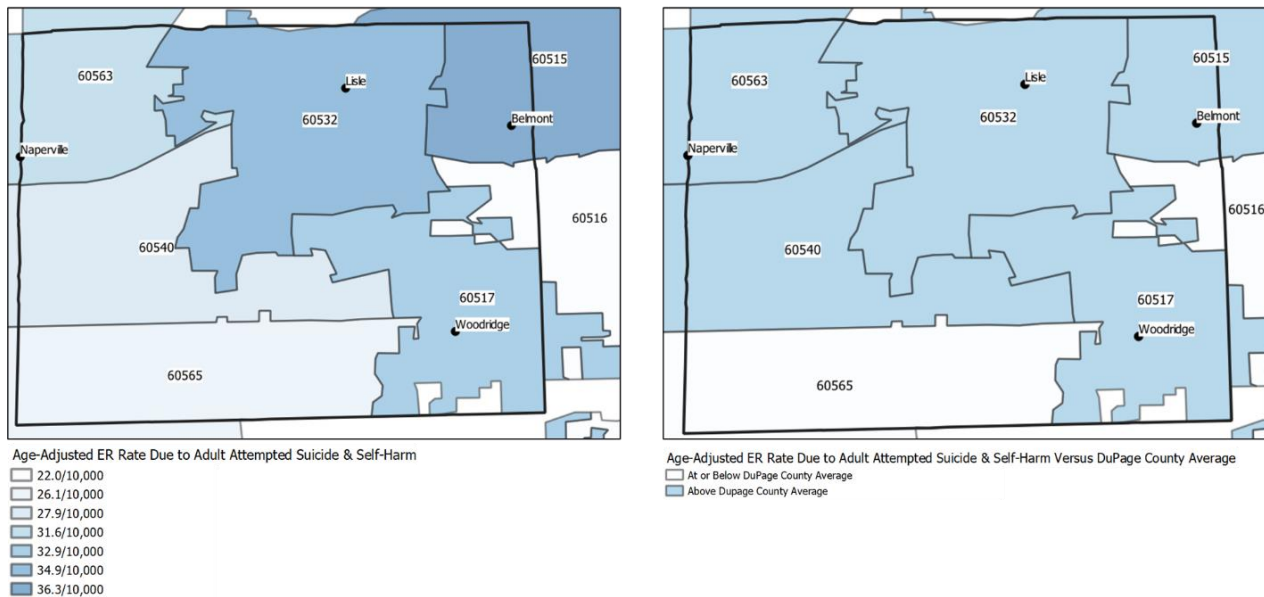 60563
60515
Lisle
60532
Belmont
Naperville
60516
60540
60517
Woodridge
60565
Age-Adjusted ER Rate Due to Adult Attempted Suicide & Self-Harm
22.0/10,000
26.1/10,000
27.9/10,000
31.6/10,000
32.9/10,000
34.9/10,000
36.3/10,000
60563
60515
Lisle
60532
Belmont
Naperville
60516
60540
60517
Woodridge
60565
Age-Adjusted ER Rate Due to Adult Attempted Suicide & Self-Harm Versus DuPage County Average
At or Below DuPage County Average
Above Dupage County Average